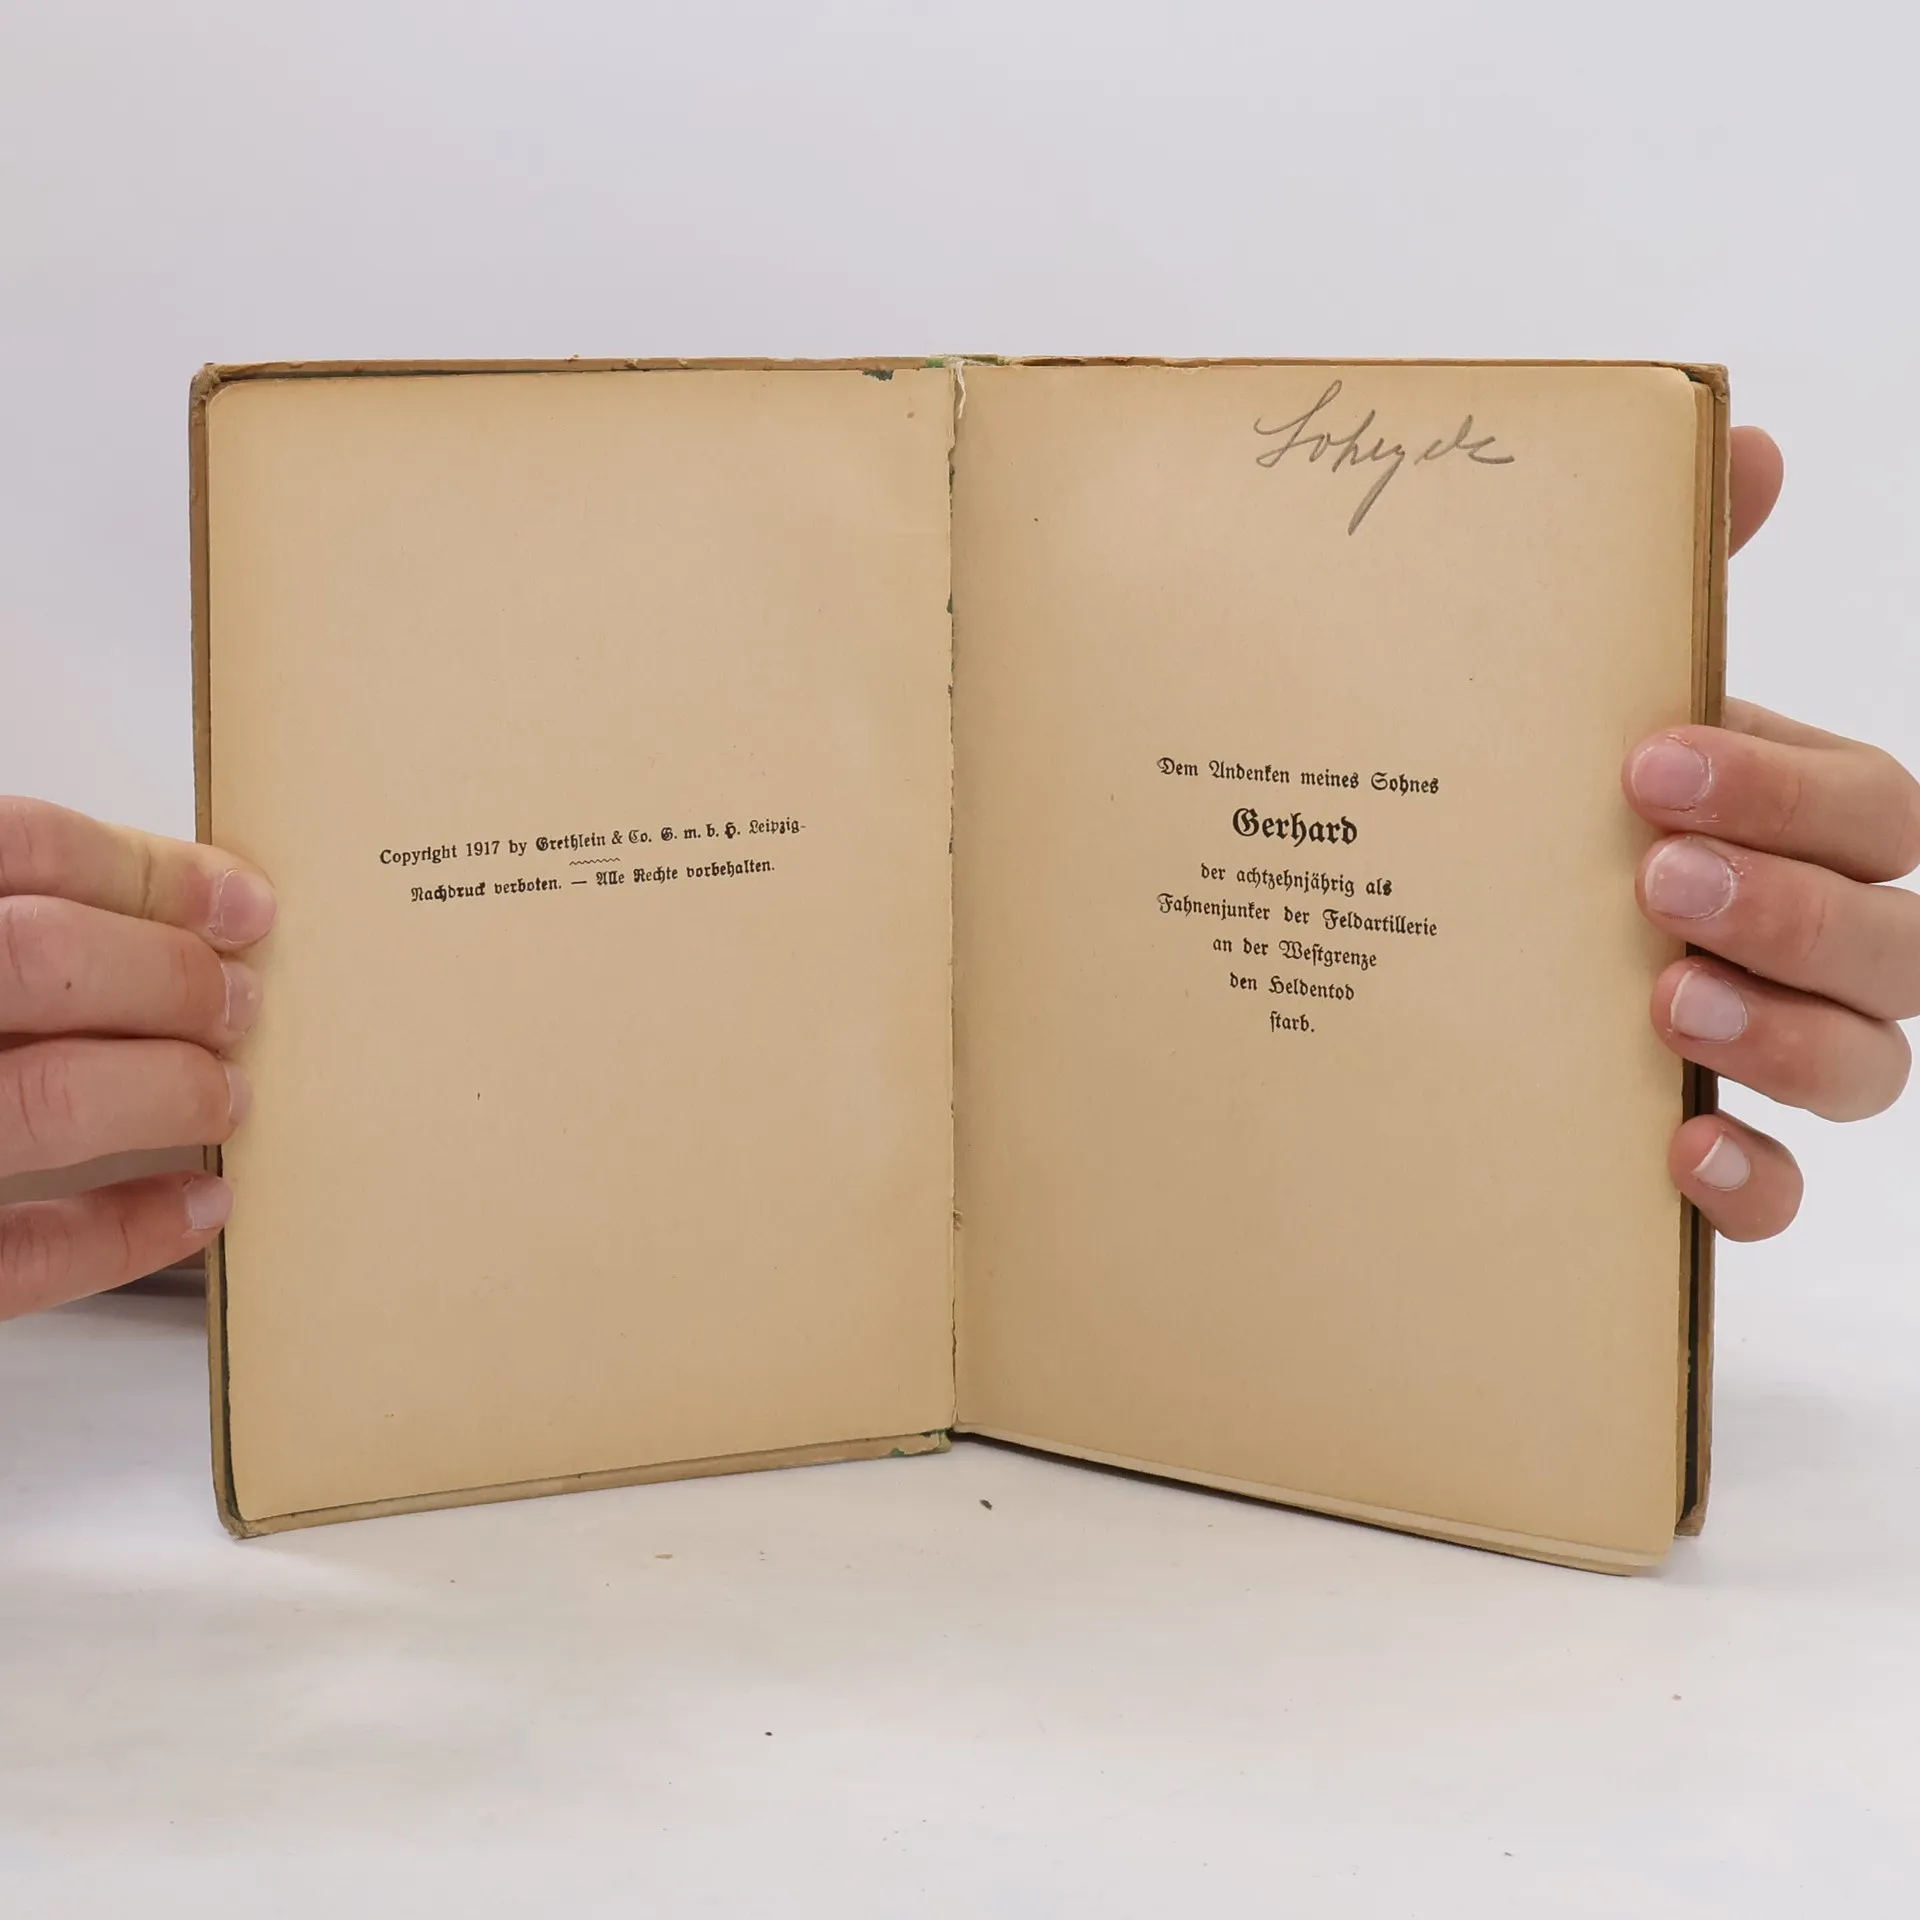 Copyright 1917 by Grethlein & Co. G. m. b. H. Leipzig.
Nachdruck verboten. — Alle Rechte vorbehalten.
Dem Andenken meines Sohnes
Gerhard
der achtzehnjährig als
Fahnenjunker der Feldartillerie
an der Westgrenze
den Heldentod
starb.